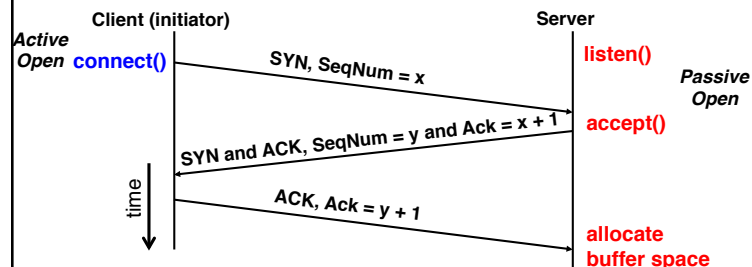 Client (initiator)
Server
Active
Open
connect()
listen()
SYN, SeqNum = x
Passive
Open
accept()
SYN and ACK, SeqNum = y and Ack = x + 1
time
ACK, Ack = y + 1
allocate
buffer space